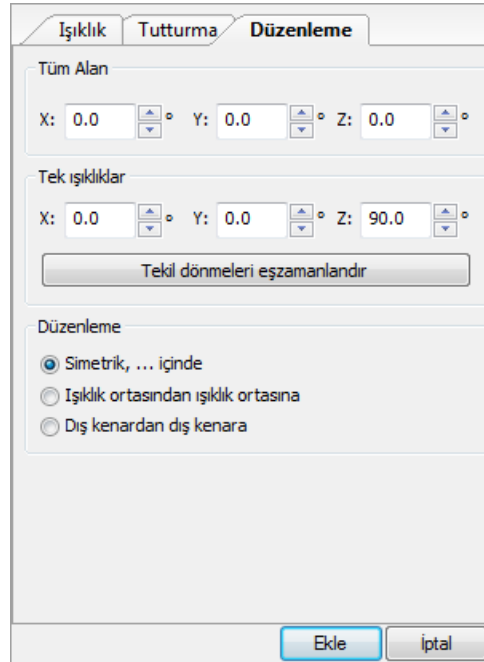 Işıklık Tutturma Düzenleme
Tüm Alan
X: 0.0 ° Y: 0.0 ° Z: 0.0 °
Tek ışıklıklar
X: 0.0 ° Y: 0.0 ° Z: 90.0 °
Tekil dönmeleri eşzamanlandır
Düzenleme
Simetrik, ... içinde
Işıklık ortasından ışıklık ortasına
Dış kenardan dış kenara
Ekle İptal